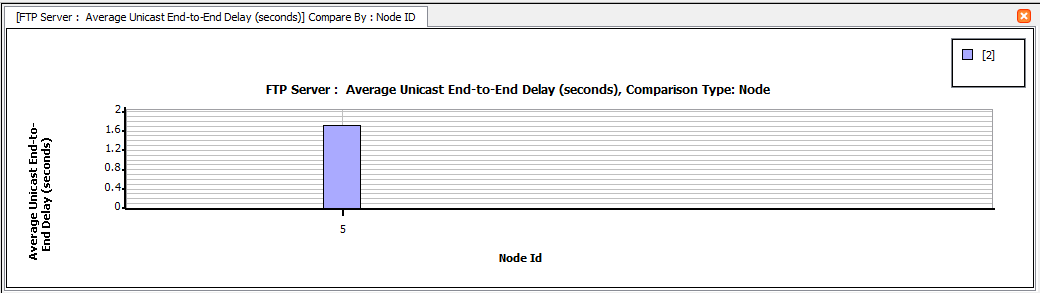 [FTP Server :  Average Unicast End-to-End Delay (seconds)] Compare By : Node ID
[2]
FTP Server :  Average Unicast End-to-End Delay (seconds), Comparison Type: Node
Average Unicast End-to-
End Delay (seconds)
2
1.6
1.2
0.8
0.4
0
5
Node Id